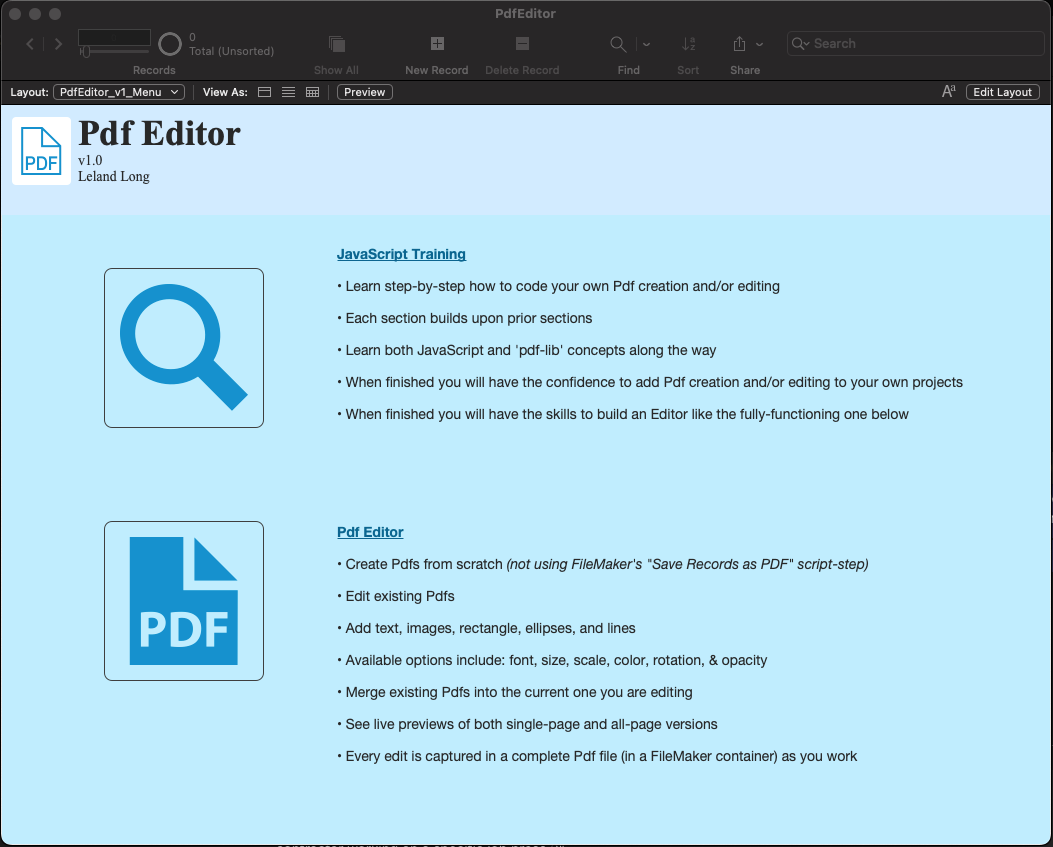 PdfEditor
0
Total (Unsorted)
Search
Records
Show All
New Record
Delete Record
Find
Sort
Share
Layout: PdfEditor_v1_Menu
View As:
Preview
Aa
Edit Layout
PDF
Pdf Editor
v1.0
Leland Long
JavaScript Training
• Learn step-by-step how to code your own Pdf creation and/or editing
• Each section builds upon prior sections
• Learn both JavaScript and 'pdf-lib' concepts along the way
• When finished you will have the confidence to add Pdf creation and/or editing to your own projects
• When finished you will have the skills to build an Editor like the fully-functioning one below
PDF
Pdf Editor
• Create Pdfs from scratch (not using FileMaker's "Save Records as PDF" script-step)
• Edit existing Pdfs
• Add text, images, rectangle, ellipses, and lines
• Available options include: font, size, scale, color, rotation, & opacity
• Merge existing Pdfs into the current one you are editing
• See live previews of both single-page and all-page versions
• Every edit is captured in a complete Pdf file (in a FileMaker container) as you work